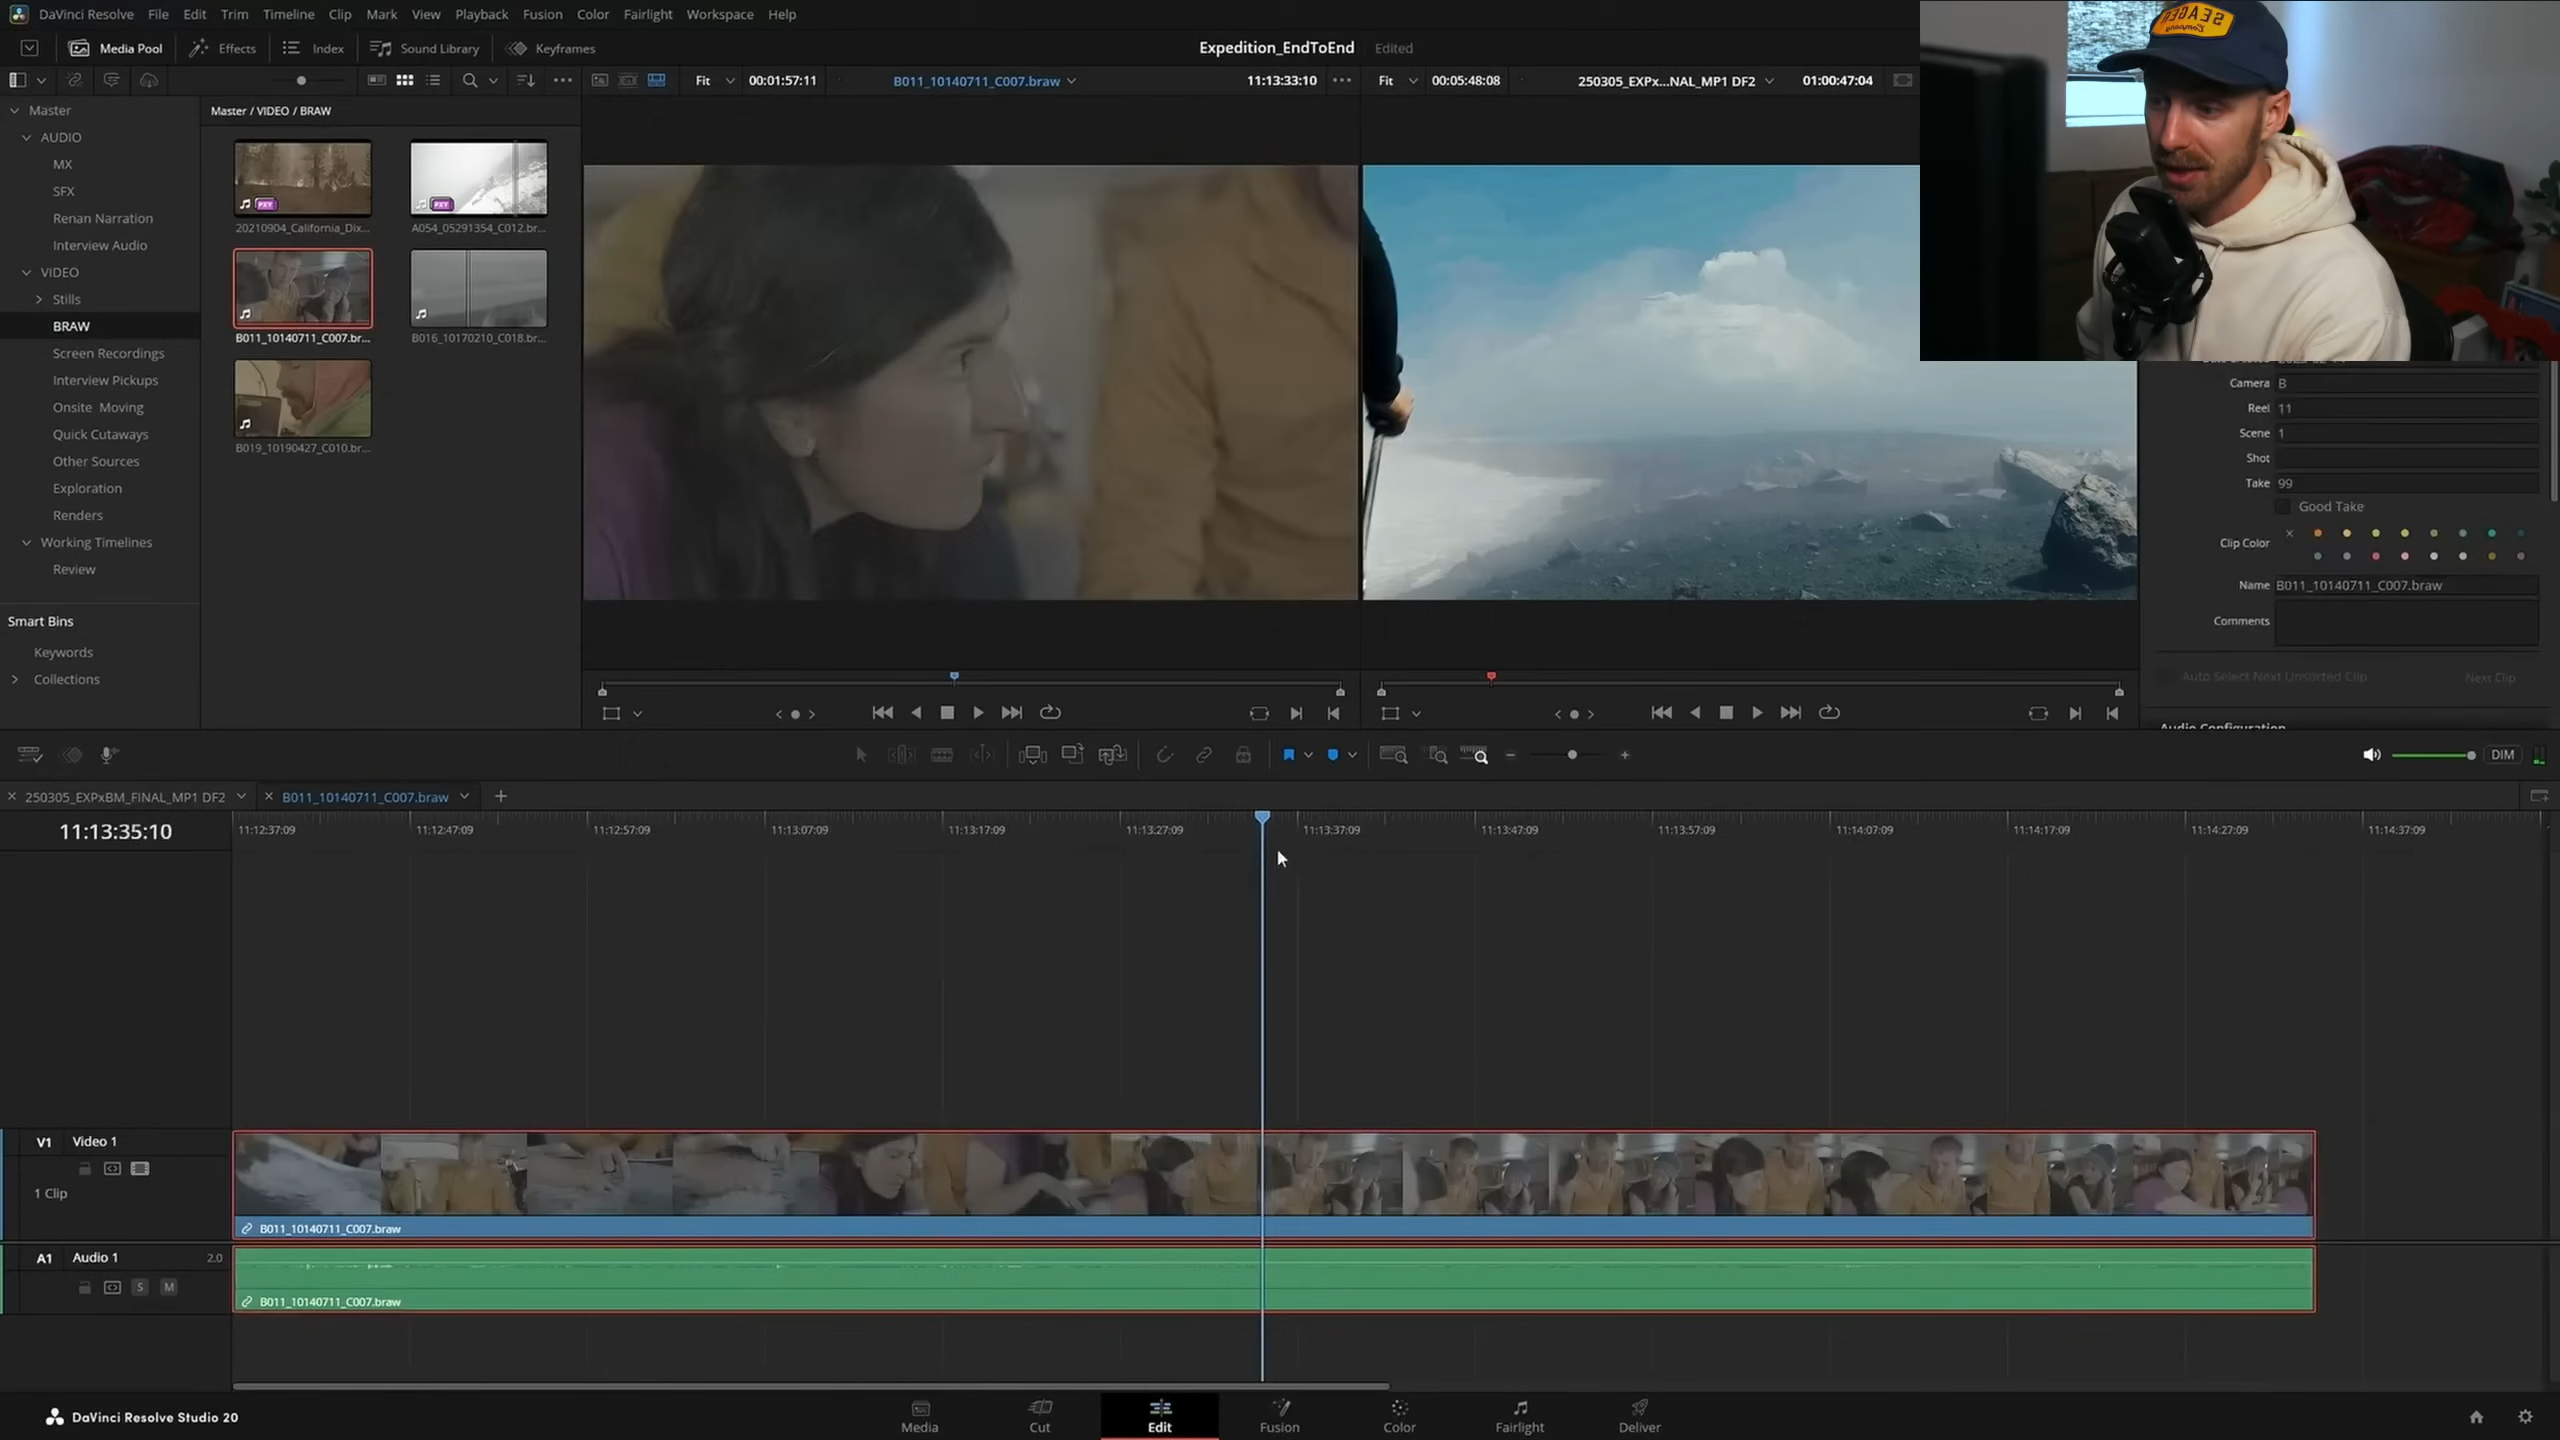 DaVinci Resolve File Edit Trim Timeline Clip Mark View Playback Fusion Color Fairlight Workspace Help
Media Pool Effects Index Sound Library Keyframes Expedition_EndToEnd Edited
Fit 00:01:57:11 B011_10140711_C007.braw 11:13:33:10 Fit 00:05:48:08 250305_EXPx...NAL_MP1 DF2 01:00:47:04
SEAGER
Company
Master
AUDIO
MX
SFX
Renan Narration
Interview Audio
VIDEO
Stills
BRAW
Screen Recordings
Interview Pickups
Onsite Moving
Quick Cutaways
Other Sources
Exploration
Renders
Working Timelines
Review
Smart Bins
Keywords
Collections
Master / VIDEO / BRAW
PXY PXY
20210904_California_Dix... A054_05291354_C012.br...
B011_10140711_C007.br... B016_10170210_C018.br...
B019_10190427_C010.br...
Camera B
Reel 11
Scene 1
Shot
Take 99
Good Take
Clip Color
Name B011_10140711_C007.braw
Comments
Auto Select Next Unsorted Clip Next Clip
Audio Configuration
DIM
250305_EXPxBM_FINAL_MP1 DF2 B011_10140711_C007.braw
11:13:35:10 11:12:37:09 11:12:47:09 11:12:57:09 11:13:07:09 11:13:17:09 11:13:27:09 11:13:37:09 11:13:47:09 11:13:57:09 11:14:07:09 11:14:17:09 11:14:27:09 11:14:37:09
V1 Video 1
1 Clip
B011_10140711_C007.braw
A1 Audio 1 2.0
S M
B011_10140711_C007.braw
DaVinci Resolve Studio 20 Media Cut Edit Fusion Color Fairlight Deliver